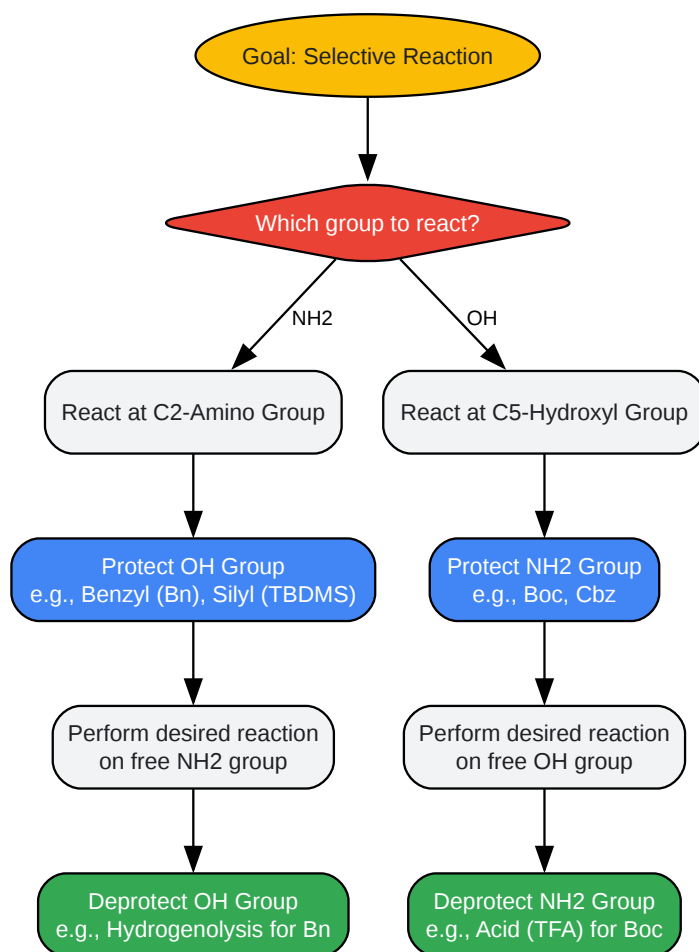 Goal: Selective Reaction
Which group to react?
NH2
OH
React at C2-Amino Group
React at C5-Hydroxyl Group
Protect OH Group
e.g., Benzyl (Bn), Silyl (TBDMS)
Protect NH2 Group
e.g., Boc, Cbz
Perform desired reaction
on free NH2 group
Perform desired reaction
on free OH group
Deprotect OH Group
e.g., Hydrogenolysis for Bn
Deprotect NH2 Group
e.g., Acid (TFA) for Boc